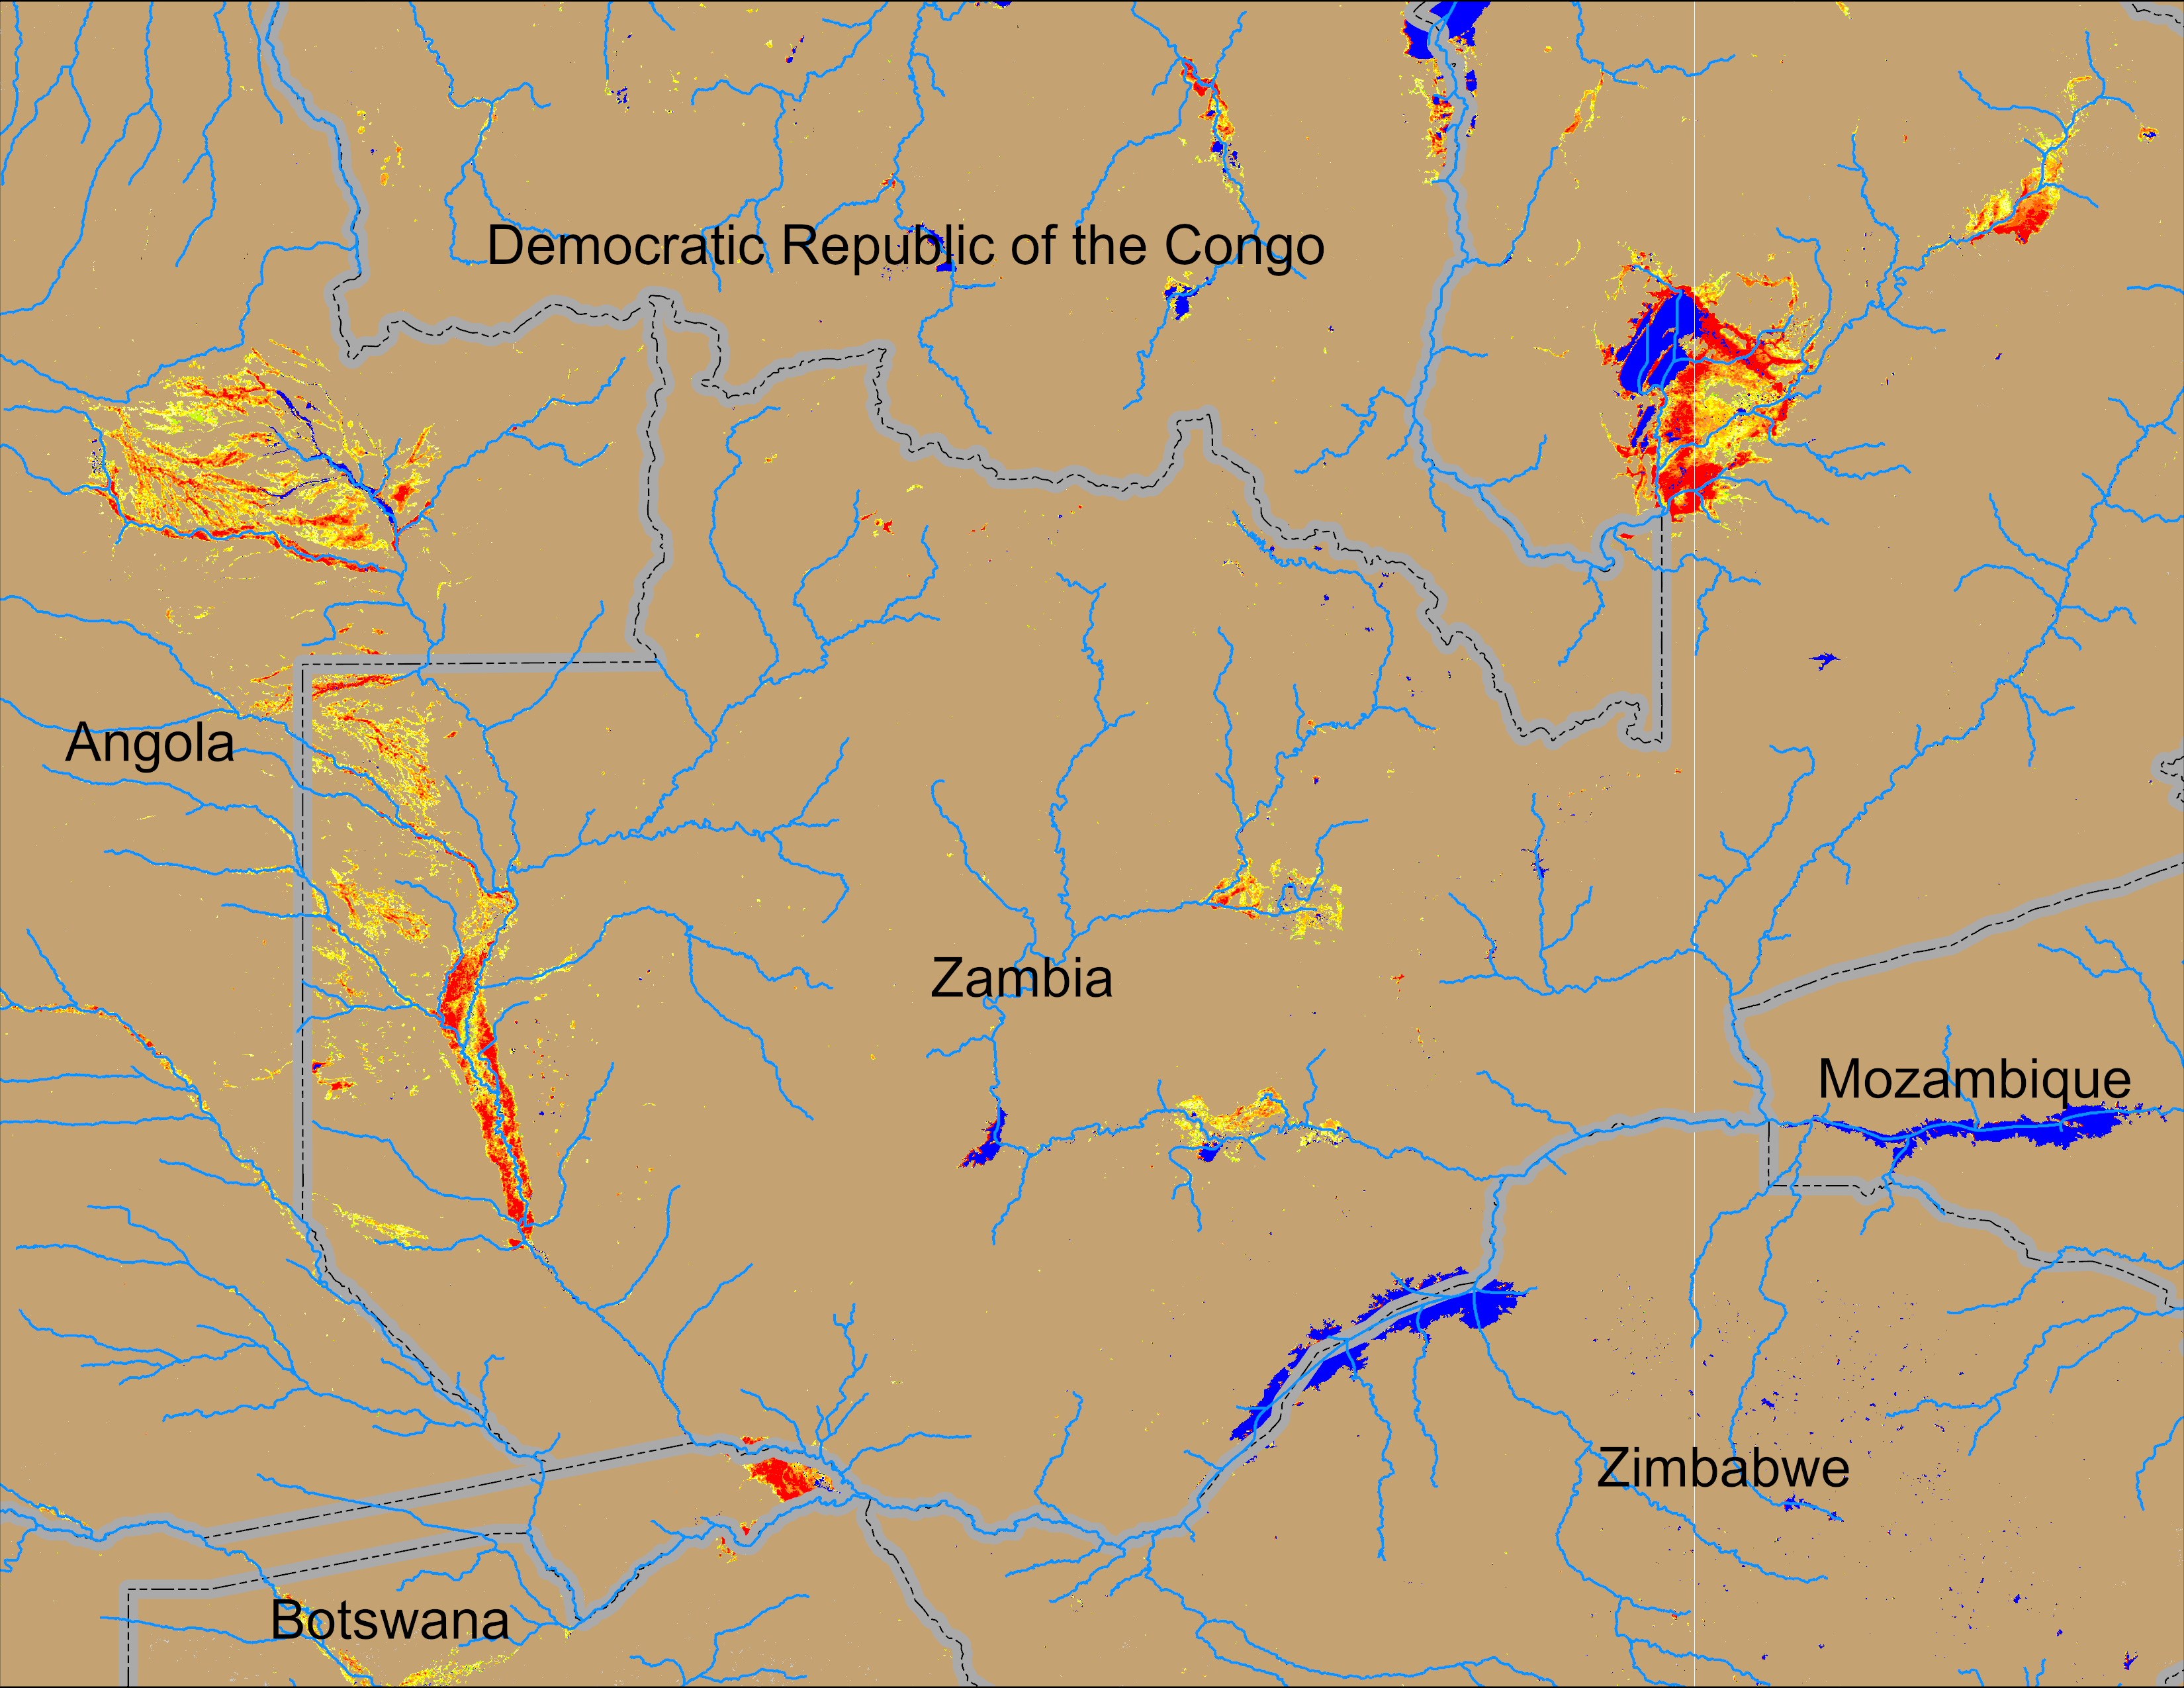 Democratic Republic of the Congo
Angola
Zambia
Mozambique
Zimbabwe
Botswana